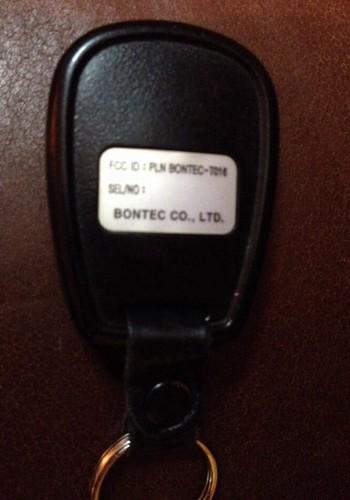 FCC ID : PLN BONTEC-T016
SEL/NO :
BONTEC CO., LTD.